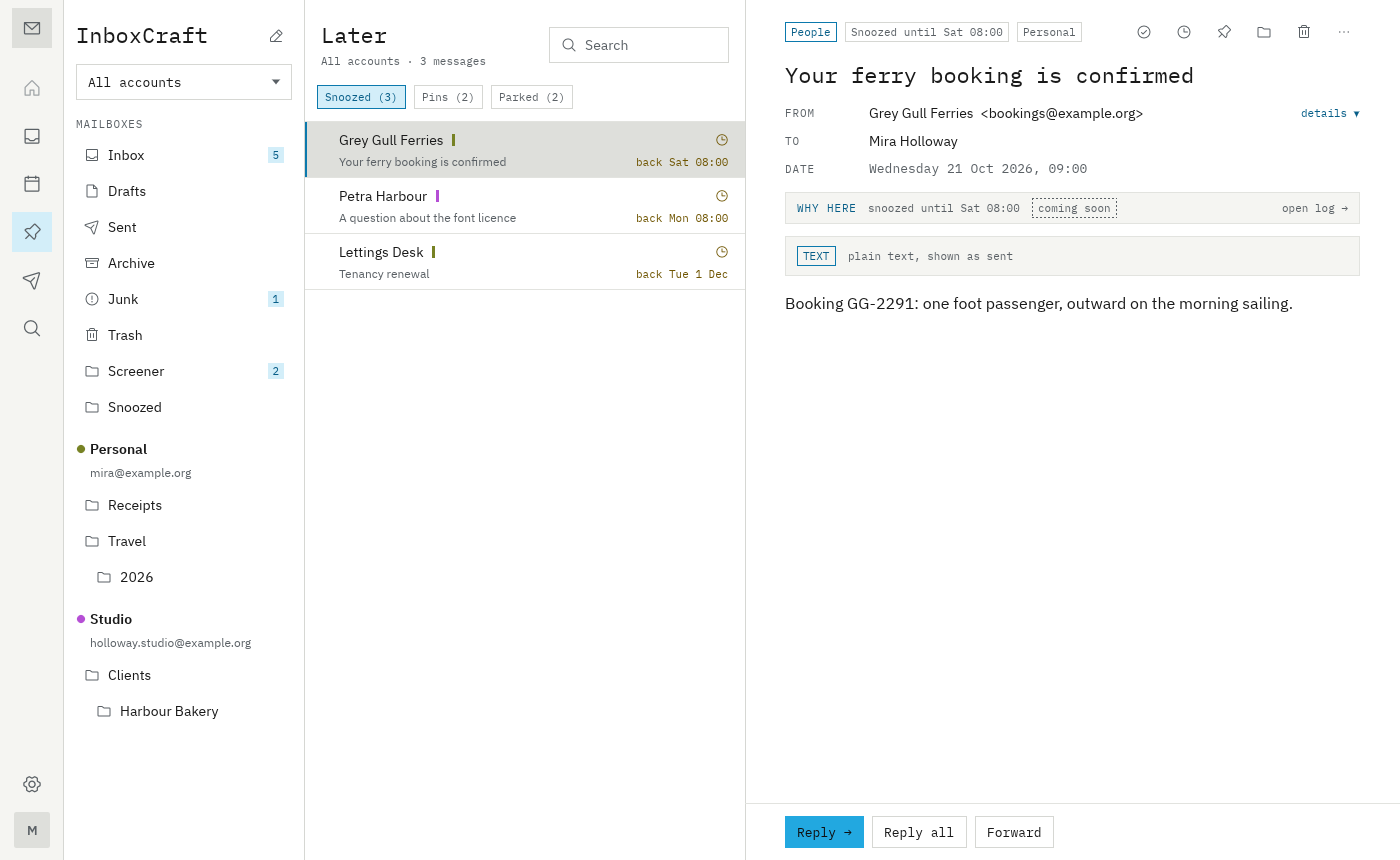 InboxCraft
All accounts
MAILBOXES
Inbox 5
Drafts
Sent
Archive
Junk 1
Trash
Screener 2
Snoozed
Personal
mira@example.org
Receipts
Travel
2026
Studio
holloway.studio@example.org
Clients
Harbour Bakery
M
Later
All accounts · 3 messages
Search
Snoozed (3) Pins (2) Parked (2)
Grey Gull Ferries
Your ferry booking is confirmed back Sat 08:00
Petra Harbour
A question about the font licence back Mon 08:00
Lettings Desk
Tenancy renewal back Tue 1 Dec
People Snoozed until Sat 08:00 Personal
Your ferry booking is confirmed
FROM Grey Gull Ferries <bookings@example.org> details ▾
TO Mira Holloway
DATE Wednesday 21 Oct 2026, 09:00
WHY HERE snoozed until Sat 08:00 coming soon open log →
TEXT plain text, shown as sent
Booking GG-2291: one foot passenger, outward on the morning sailing.
Reply → Reply all Forward